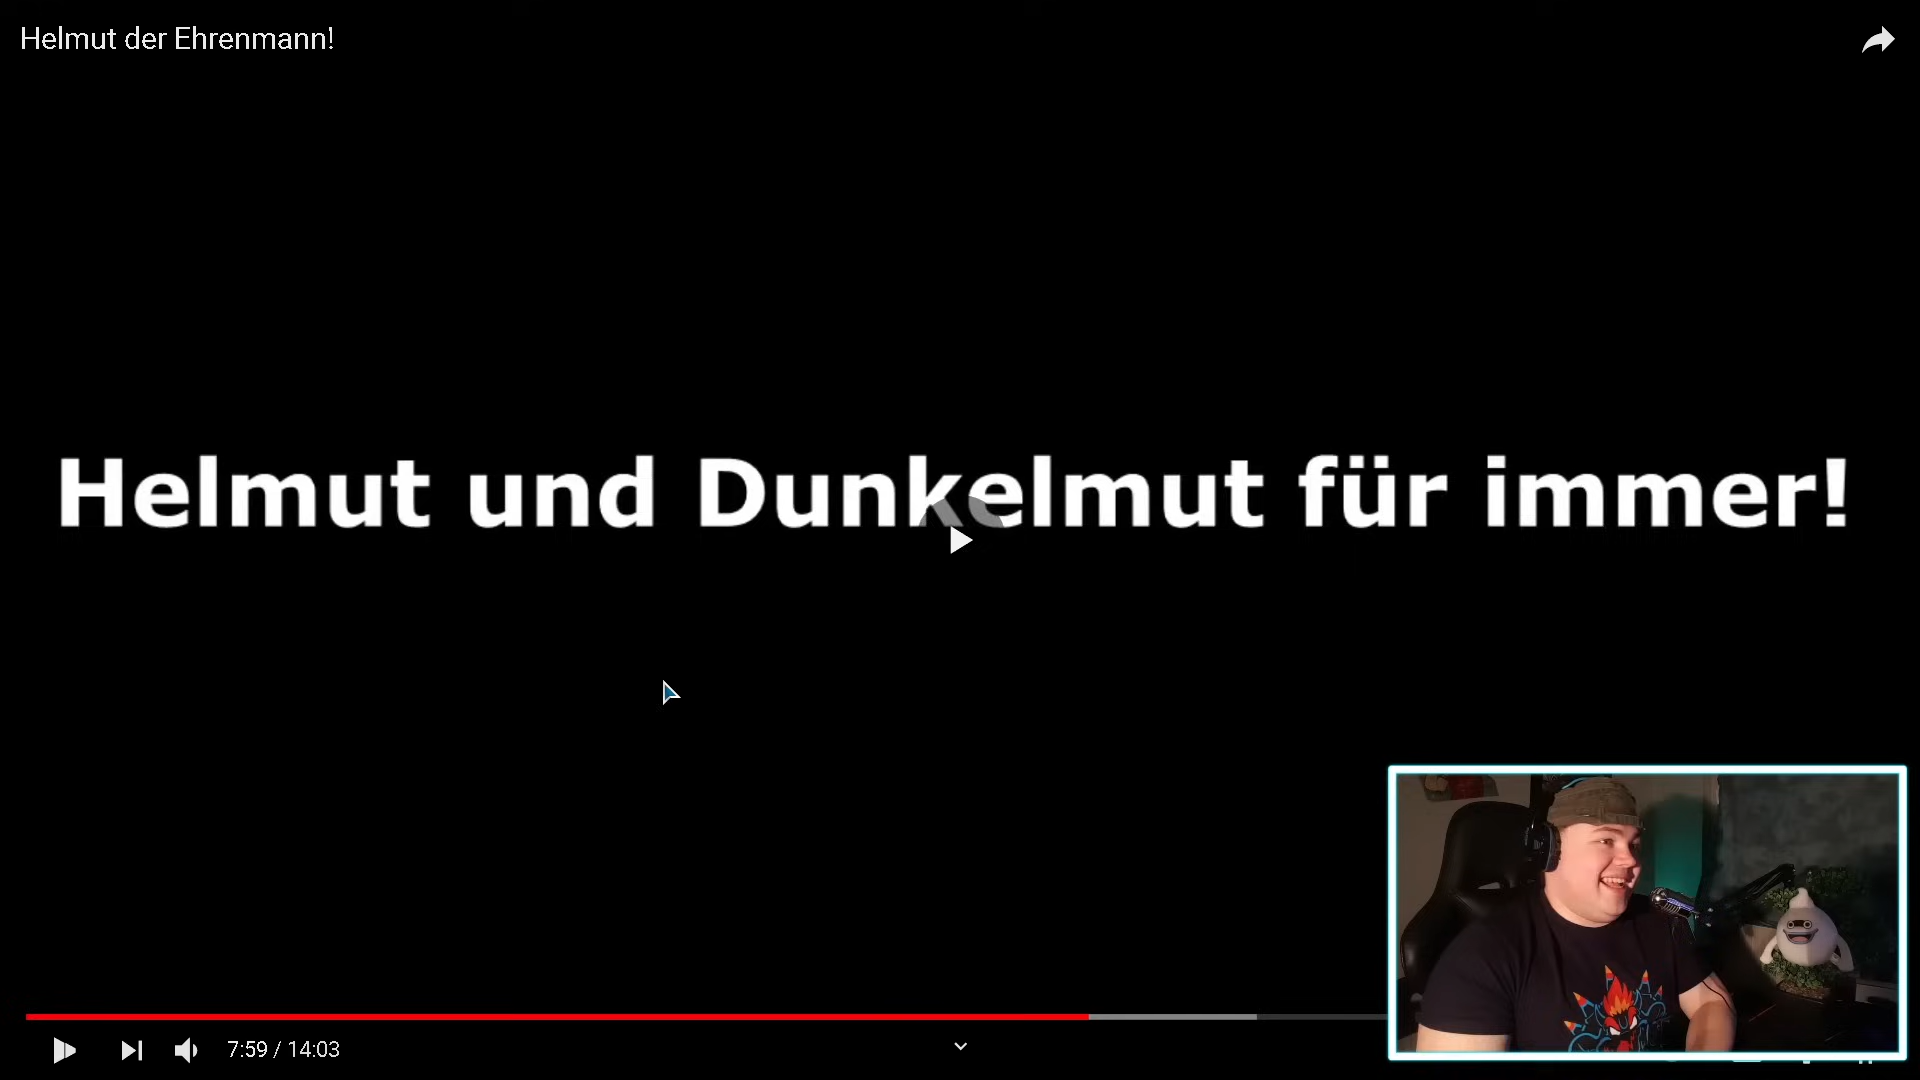 Helmut der Ehrenmann!
Helmut und Dunkelmut für immer!
7:59 / 14:03